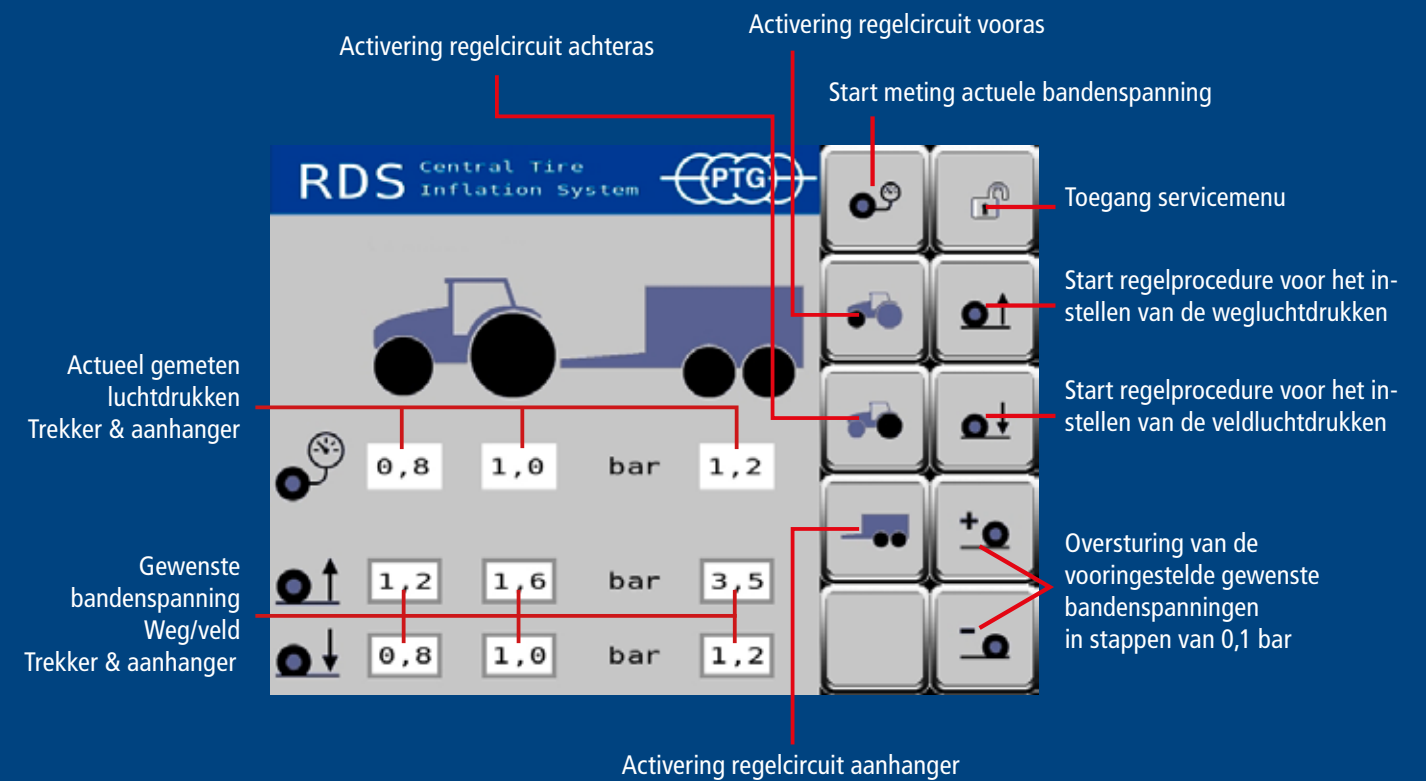 Activering regelcircuit vooras
Activering regelcircuit achteras
Start meting actuele bandenspanning
RDS Central Tire
Inflation System
PTG
Toegang servicemenu
Start regelprocedure voor het in-
stellen van de wegluchtdrukken
Actueel gemeten
luchtdrukken
Trekker & aanhanger
Start regelprocedure voor het in-
stellen van de veldluchtdrukken
0,8 1,0 bar 1,2
Gewenste
bandenspanning
Weg/veld
Trekker & aanhanger
1,2 1,6 bar 3,5
0,8 1,0 bar 1,2
+
-
Oversturing van de
vooringestelde gewenste
bandenspanningen
in stappen van 0,1 bar
Activering regelcircuit aanhanger